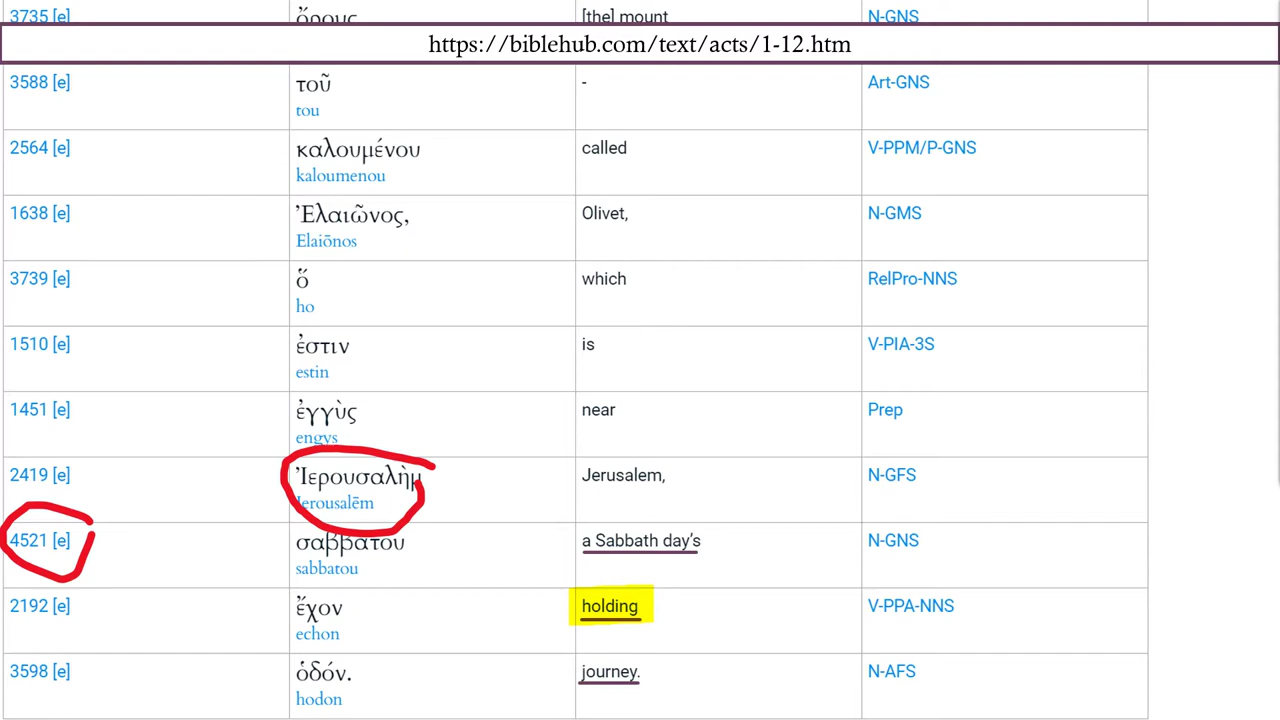 3735 [e] ὄρους [the] mount N-GNS
https://biblehub.com/text/acts/1-12.htm
3588 [e] τοῦ - Art-GNS
tou
2564 [e] καλουμένου called V-PPM/P-GNS
kaloumenou
1638 [e] Ἐλαιῶνος, Olivet, N-GMS
Elaiōnos
3739 [e] ὅ which RelPro-NNS
ho
1510 [e] ἐστιν is V-PIA-3S
estin
1451 [e] ἐγγὺς near Prep
engys
2419 [e] Ἰερουσαλὴμ Jerusalem, N-GFS
Ierousalēm
4521 [e] σαββάτου a Sabbath day’s N-GNS
sabbatou
2192 [e] ἔχον holding V-PPA-NNS
echon
3598 [e] ὁδόν. journey. N-AFS
hodon